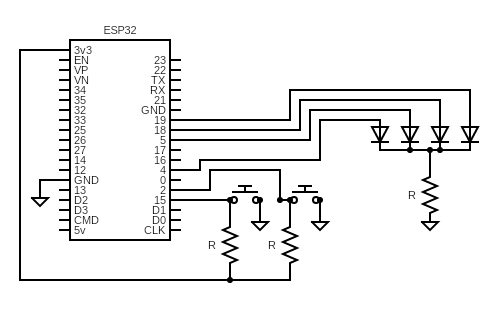 ESP32
3v3
EN 23
VP 22
VN TX
34 RX
35 21
32 GND
33 19
25 18
26 5
27 17
14 16
12 4
GND 0
13 2
D2 15
D3 D1
CMD D0
5v CLK
R
R R